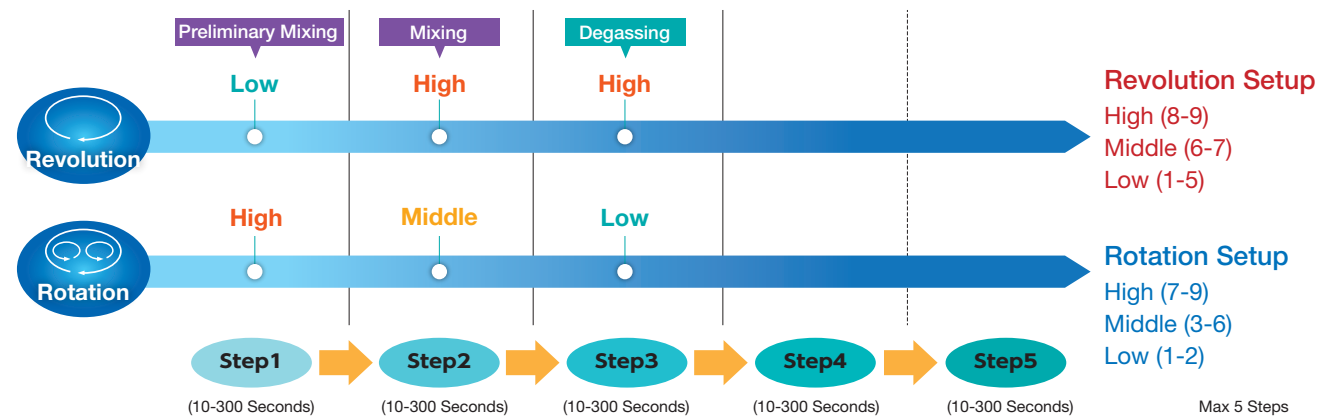 Preliminary Mixing
Mixing
Degassing
Low
High
High
Revolution
Revolution Setup
High (8-9)
Middle (6-7)
Low (1-5)
High
Middle
Low
Rotation
Rotation Setup
High (7-9)
Middle (3-6)
Low (1-2)
Step1
Step2
Step3
Step4
Step5
(10-300 Seconds)
(10-300 Seconds)
(10-300 Seconds)
(10-300 Seconds)
(10-300 Seconds)
Max 5 Steps